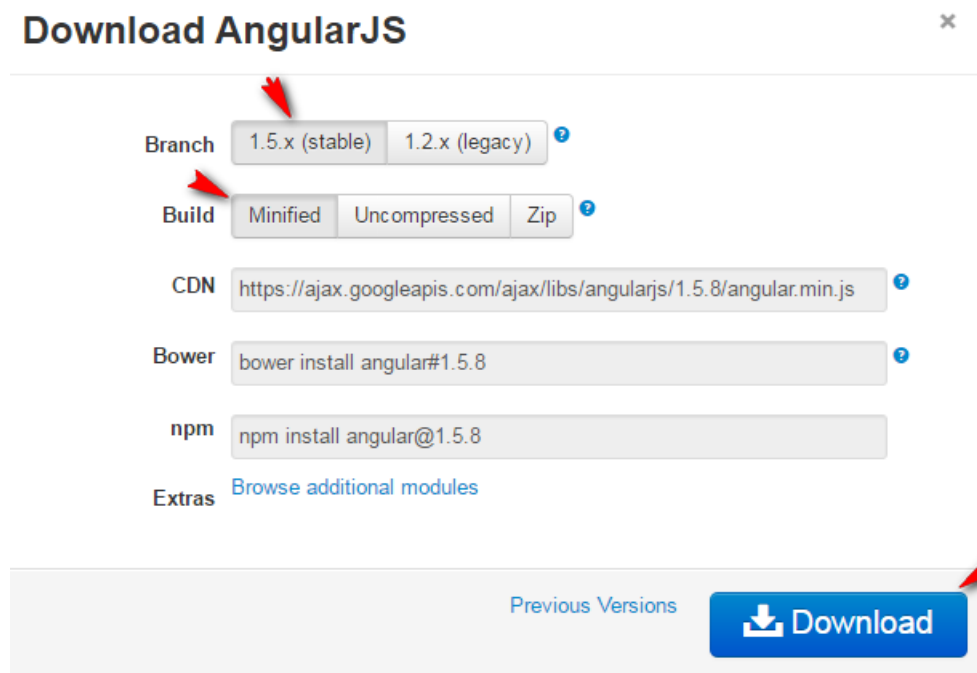 Download AngularJS
×
Branch 1.5.x (stable) 1.2.x (legacy) ?
Build Minified Uncompressed Zip ?
CDN https://ajax.googleapis.com/ajax/libs/angularjs/1.5.8/angular.min.js ?
Bower bower install angular#1.5.8 ?
npm npm install angular@1.5.8
Extras Browse additional modules
Previous Versions Download